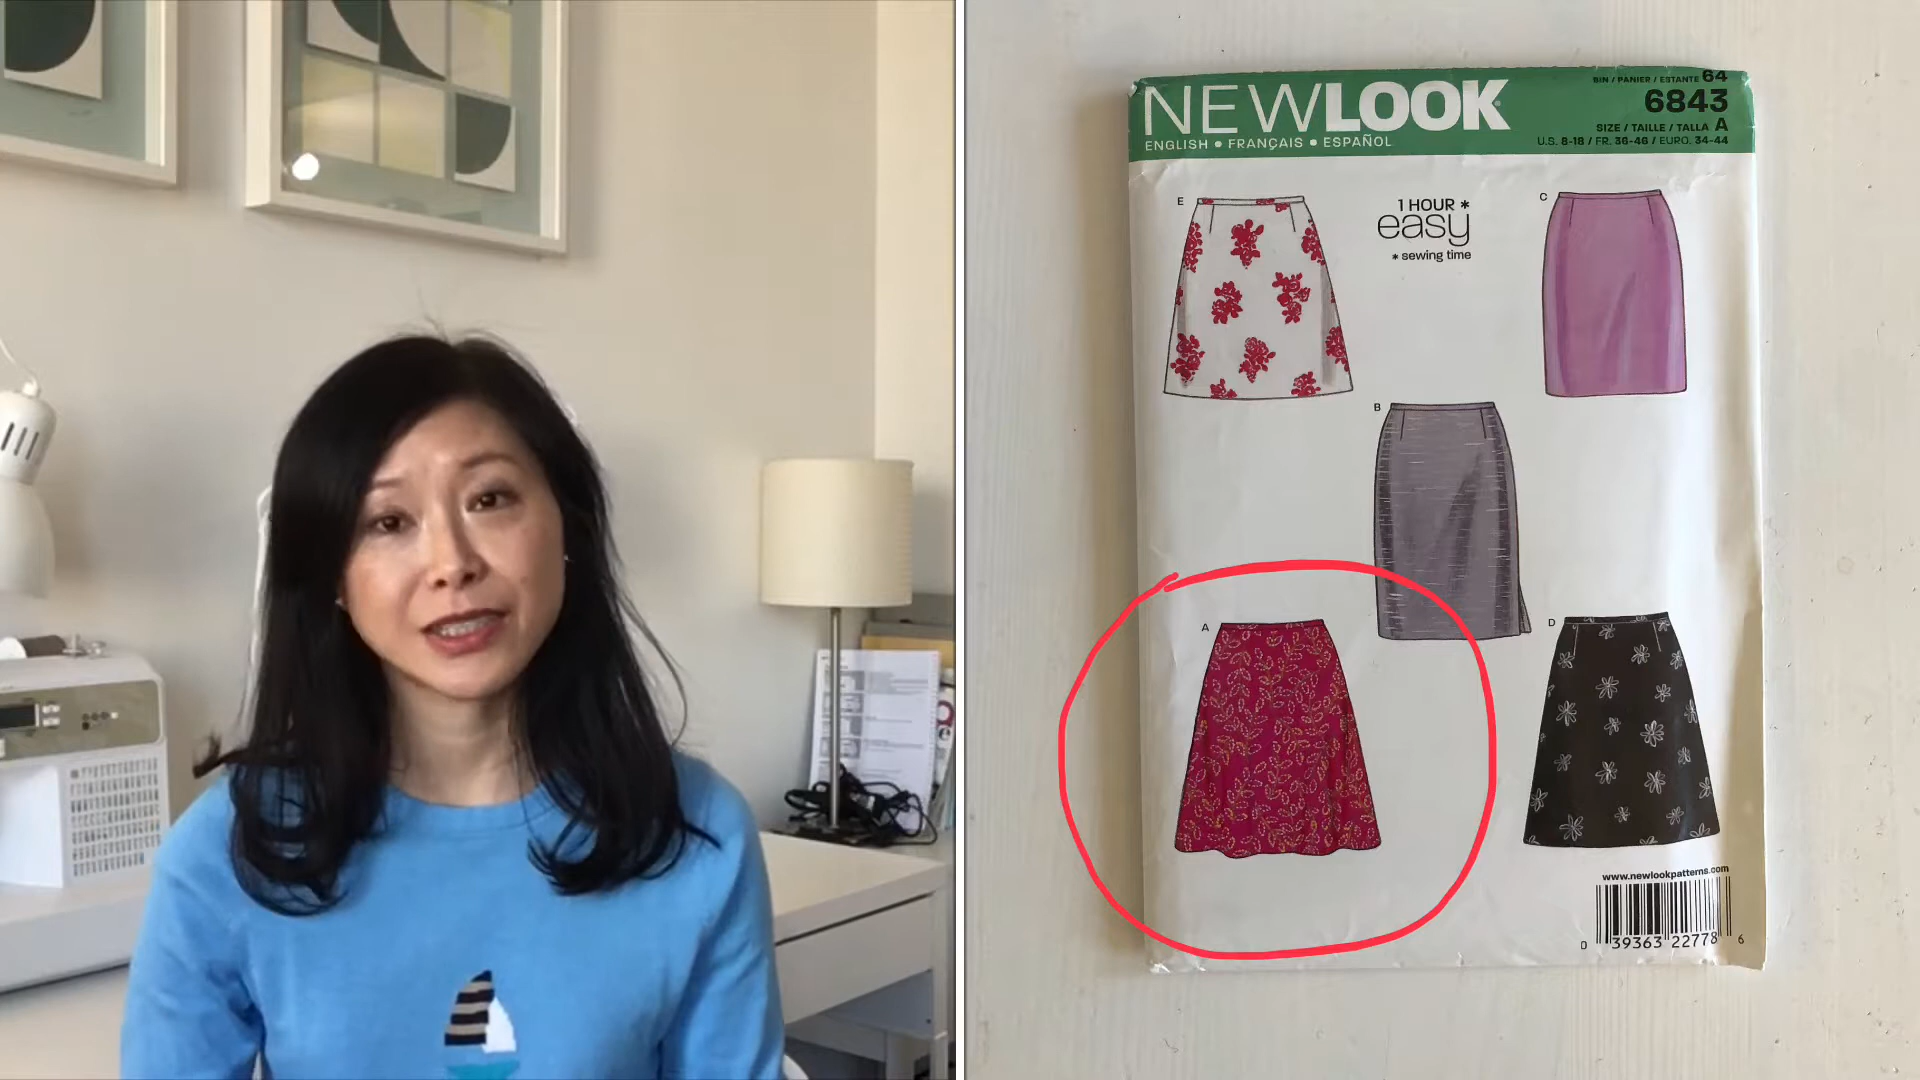 NEWLOOK
ENGLISH • FRANÇAIS • ESPAÑOL
BIN / PANIER / ESTANTE 64
6843
SIZE / TAILLE / TALLA A
U.S. 8-18 / FR. 36-46 / EURO. 34-44
E
1 HOUR *
easy
* sewing time
C
B
A
D
www.newlookpatterns.com
0 39363 22778 6